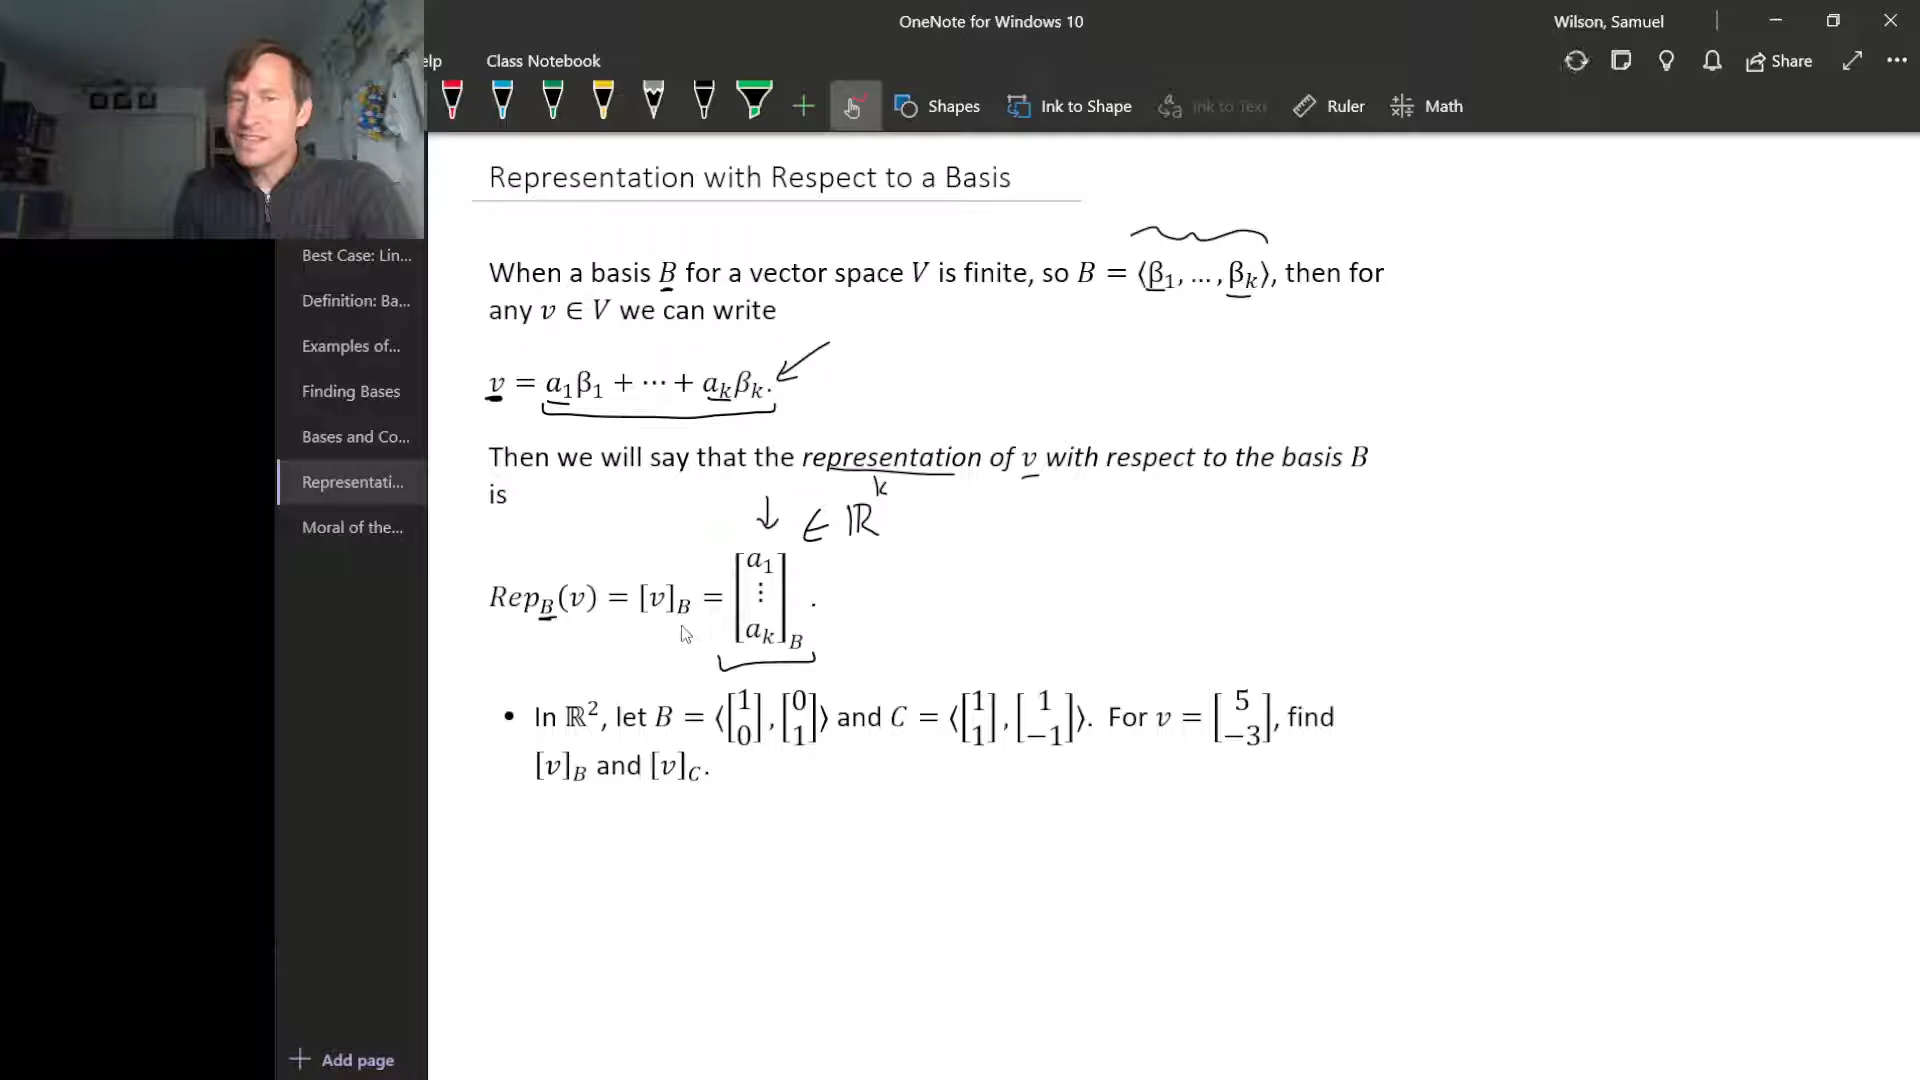 OneNote for Windows 10
Wilson, Samuel
elp
Class Notebook
Share
Shapes
Ink to Shape
Ink to Text
Ruler
Math
Best Case: Lin...
Definition: Ba...
Examples of...
Finding Bases
Bases and Co...
Representati...
Moral of the...
Add page
Representation with Respect to a Basis
When a basis B for a vector space V is finite, so B = ⟨β₁, … , βₖ⟩, then for
any v ∈ V we can write
v = a₁β₁ + ⋯ + aₖβₖ.
Then we will say that the representation of v with respect to the basis B
is
∈ ℝᵏ
Rep_B(v) = [v]_B = [a₁ ⋮ aₖ]_B .
• In ℝ², let B = ⟨[1 0], [0 1]⟩ and C = ⟨[1 1], [1 −1]⟩. For v = [5 −3], find
[v]_B and [v]_C.